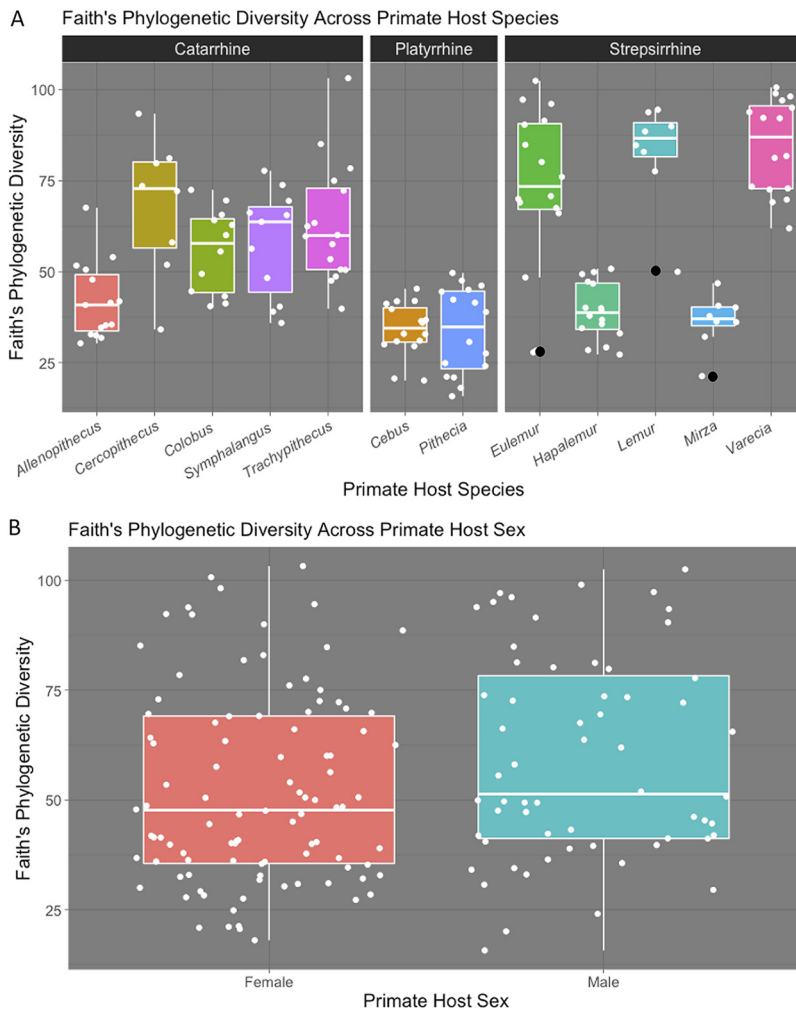 A
Faith's Phylogenetic Diversity Across Primate Host Species
Catarrhine Platyrrhine Strepsirrhine
Faith's Phylogenetic Diversity
100
75
50
25
Allenopithecus Cercopithecus Colobus Symphalangus Trachypithecus Cebus Pithecia Eulemur Hapalemur Lemur Mirza Varecia
Primate Host Species
B
Faith's Phylogenetic Diversity Across Primate Host Sex
Faith's Phylogenetic Diversity
100
75
50
25
Female Male
Primate Host Sex